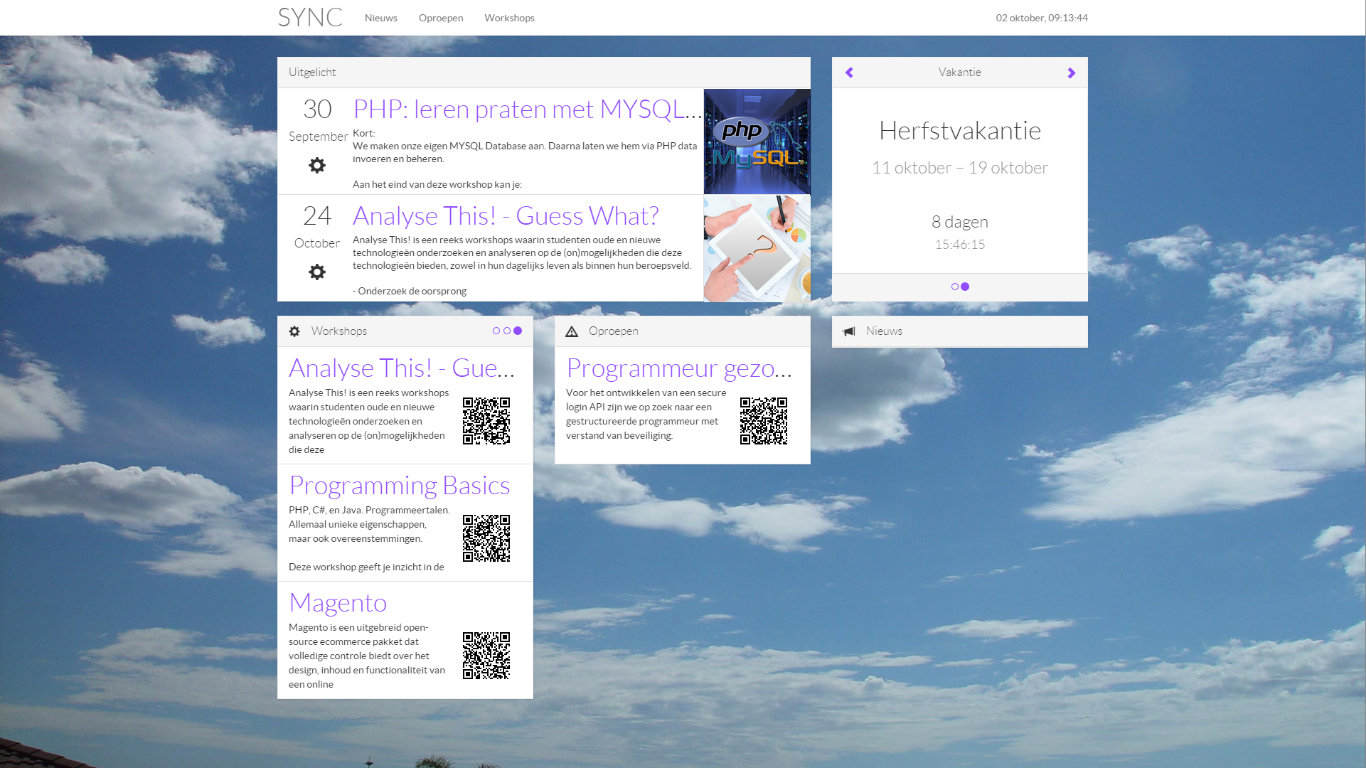 SYNC
Nieuws
Oproepen
Workshops
02 oktober, 09:13:44
Uitgelicht
30
September
PHP: leren praten met MYSQL...
Kort:
We maken onze eigen MYSQL Database aan. Daarna laten we hem via PHP data
invoeren en beheren.
Aan het eind van deze workshop kan je:
php
MySQL
24
October
Analyse This! - Guess What?
Analyse This! is een reeks workshops waarin studenten oude en nieuwe
technologieën onderzoeken en analyseren op de (on)mogelijkheden die deze
technologieën bieden, zowel in hun dagelijks leven als binnen hun beroepsveld.
- Onderzoek de oorsprong
?
Vakantie
Herfstvakantie
11 oktober – 19 oktober
8 dagen
15:46:15
Workshops
Analyse This! - Gue...
Analyse This! is een reeks workshops
waarin studenten oude en nieuwe
technologieën onderzoeken en
analyseren op de (on)mogelijkheden
die deze
Programming Basics
PHP, C#, en Java. Programmeertalen.
Allemaal unieke eigenschappen,
maar ook overeenstemmingen.
Deze workshop geeft je inzicht in de
Magento
Magento is een uitgebreid open-
source ecommerce pakket dat
volledige controle biedt over het
design, inhoud en functionaliteit van
een online
Oproepen
Programmeur gezo...
Voor het ontwikkelen van een secure
login API zijn we op zoek naar een
gestructureerde programmeur met
verstand van beveiliging.
Nieuws